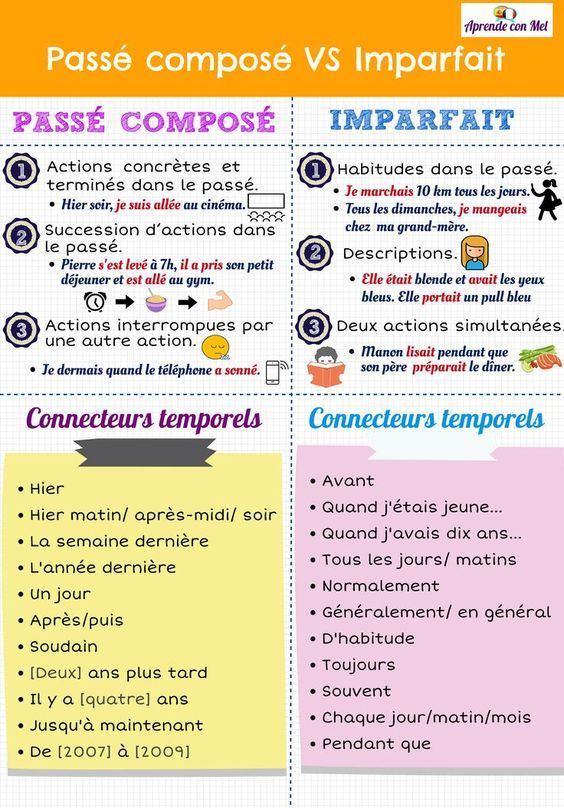 Aprende con Mel
Passé composé VS Imparfait
PASSÉ COMPOSÉ
1 Actions concrètes et
terminés dans le passé.
• Hier soir, je suis allée au cinéma.
2 Succession d´actions dans
le passé.
• Pierre s'est levé à 7h, il a pris son petit
déjeuner et est allé au gym.
3 Actions interrompues par
une autre action.
• Je dormais quand le téléphone a sonné.
IMPARFAIT
1 Habitudes dans le passé.
• Je marchais 10 km tous les jours.
• Tous les dimanches, je mangeais
chez ma grand-mère.
2 Descriptions.
• Elle était blonde et avait les yeux
bleus. Elle portait un pull bleu
3 Deux actions simultanées.
• Manon lisait pendant que
son père préparait le dîner.
Connecteurs temporels
• Hier
• Hier matin/ après-midi/ soir
• La semaine dernière
• L'année dernière
• Un jour
• Après/puis
• Soudain
• [Deux] ans plus tard
• Il y a [quatre] ans
• Jusqu'à maintenant
• De [2007] à [2009]
Connecteurs temporels
• Avant
• Quand j'étais jeune...
• Quand j'avais dix ans...
• Tous les jours/ matins
• Normalement
• Généralement/ en général
• D'habitude
• Toujours
• Souvent
• Chaque jour/matin/mois
• Pendant que